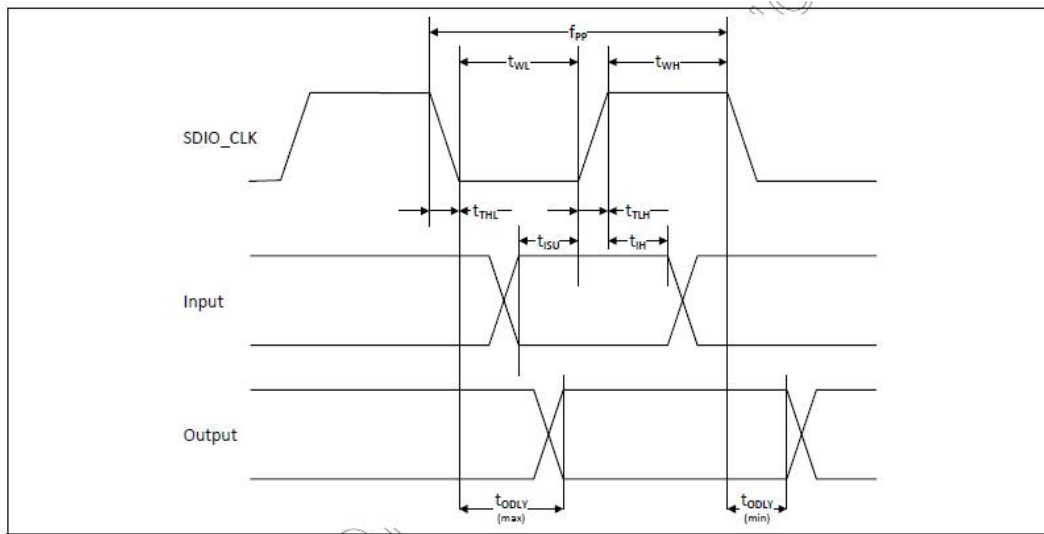 fPP
tWL
tWH
SDIO_CLK
tTHL
tTLH
tISU
tIH
Input
Output
tODLY
(max)
tODLY
(min)